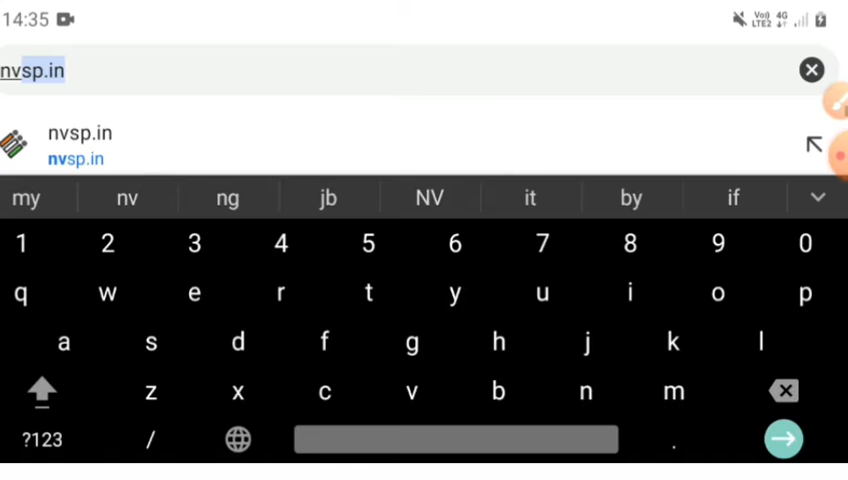 14:35 Vo)) LTE2 4G
nvsp.in
nvsp.in
nvsp.in
my nv ng jb NV it by if
1 2 3 4 5 6 7 8 9 0
q w e r t y u i o p
a s d f g h j k l
z x c v b n m
?123 / .